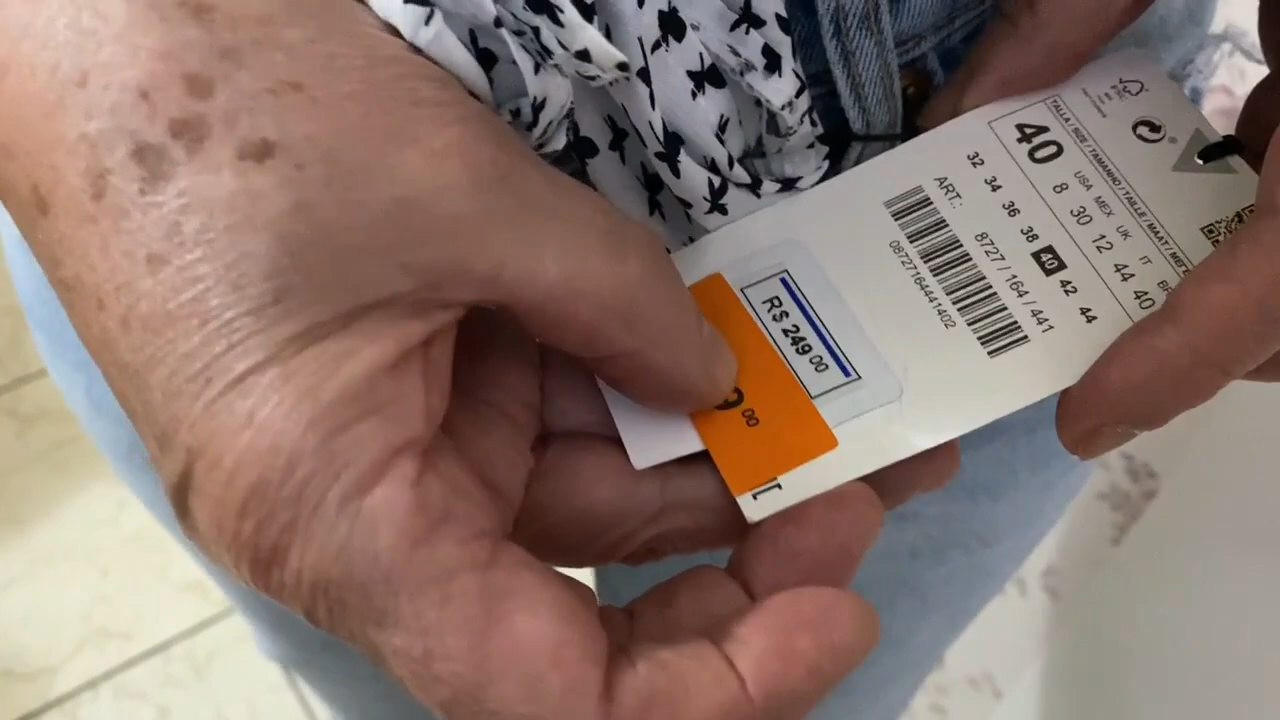 TALLA / SIZE / TAMANHO / TAILLE / MAAT /
40
USA MEX UK IT
8 30 12 44 40
32 34 36 38 40 42 44
ART.: 8727 / 164 / 441
08727164441402
R$ 249 00
9 00